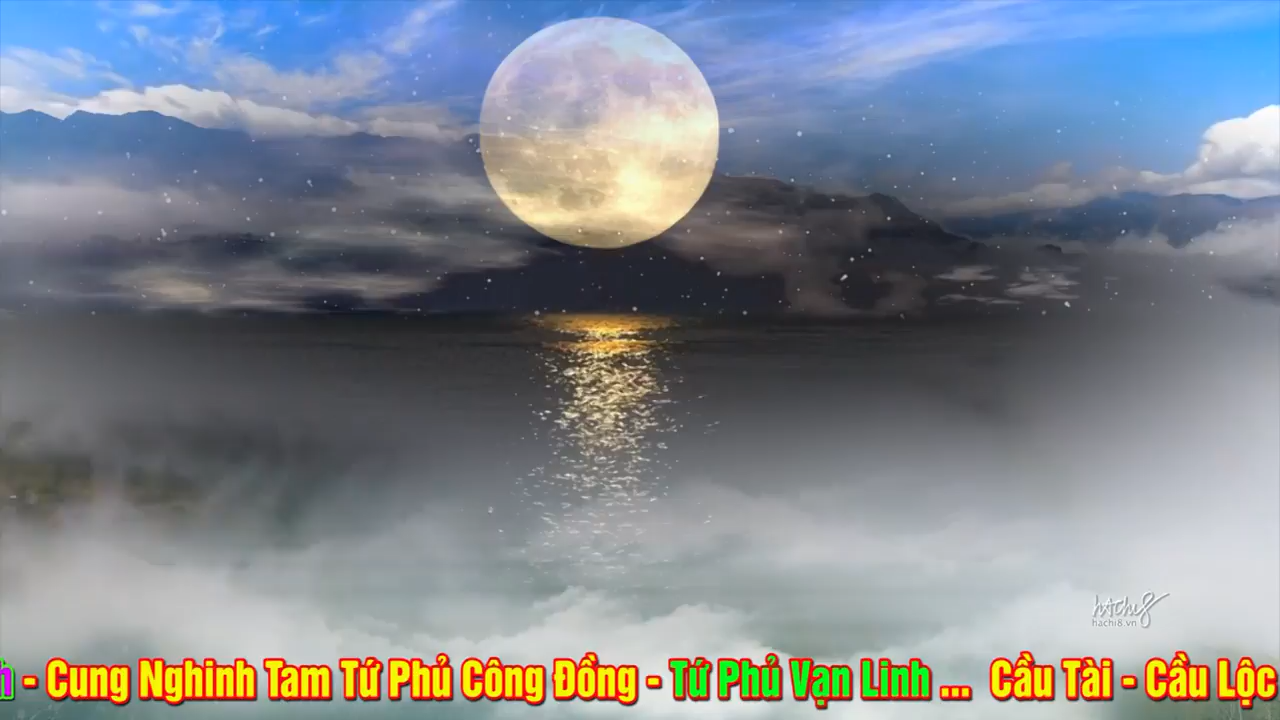 hAchi8
hachi8.vn
- Cung Nghinh Tam Tứ Phủ Công Đồng - Tứ Phủ Vạn Linh ... Cầu Tài - Cầu Lộc